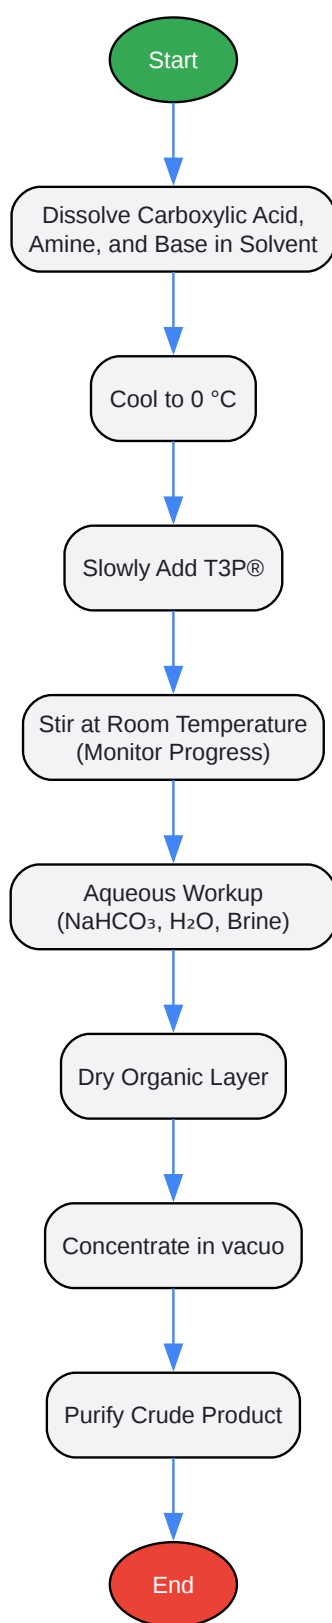 Start
Dissolve Carboxylic Acid,
Amine, and Base in Solvent
Cool to 0 °C
Slowly Add T3P®
Stir at Room Temperature
(Monitor Progress)
Aqueous Workup
(NaHCO₃, H₂O, Brine)
Dry Organic Layer
Concentrate in vacuo
Purify Crude Product
End